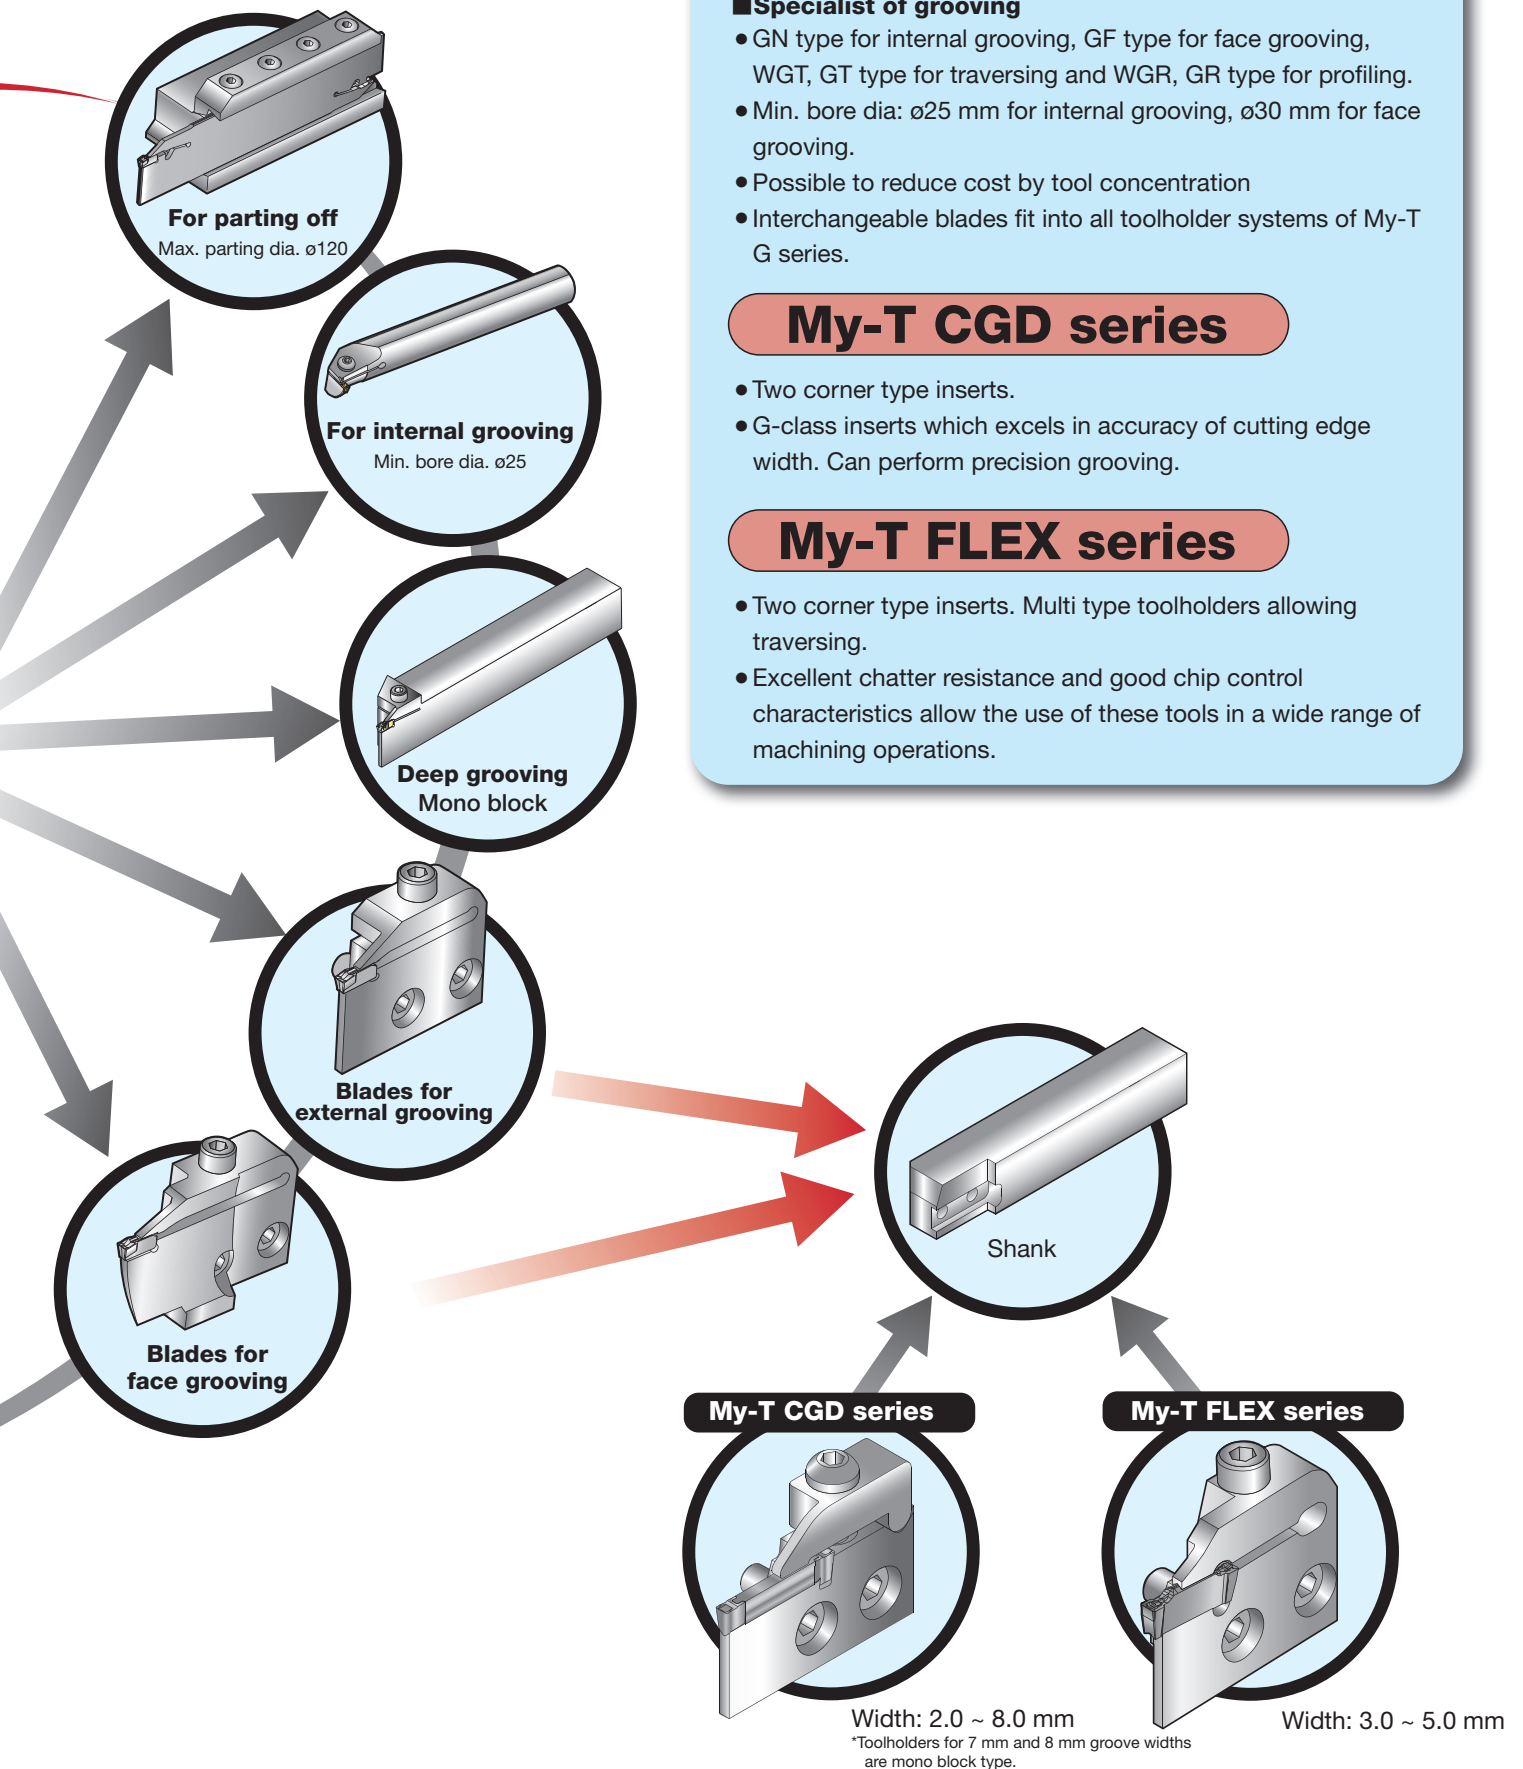 ■Specialist of grooving
●GN type for internal grooving, GF type for face grooving,
WGT, GT type for traversing and WGR, GR type for profiling.
●Min. bore dia: ø25 mm for internal grooving, ø30 mm for face
grooving.
●Possible to reduce cost by tool concentration
●Interchangeable blades fit into all toolholder systems of My-T
G series.
My-T CGD series
●Two corner type inserts.
●G-class inserts which excels in accuracy of cutting edge
width. Can perform precision grooving.
My-T FLEX series
●Two corner type inserts. Multi type toolholders allowing
traversing.
●Excellent chatter resistance and good chip control
characteristics allow the use of these tools in a wide range of
machining operations.
For parting off
Max. parting dia. ø120
For internal grooving
Min. bore dia. ø25
Deep grooving
Mono block
Blades for
external grooving
Blades for
face grooving
Shank
My-T CGD series
Width: 2.0 ~ 8.0 mm
*Toolholders for 7 mm and 8 mm groove widths
are mono block type.
My-T FLEX series
Width: 3.0 ~ 5.0 mm